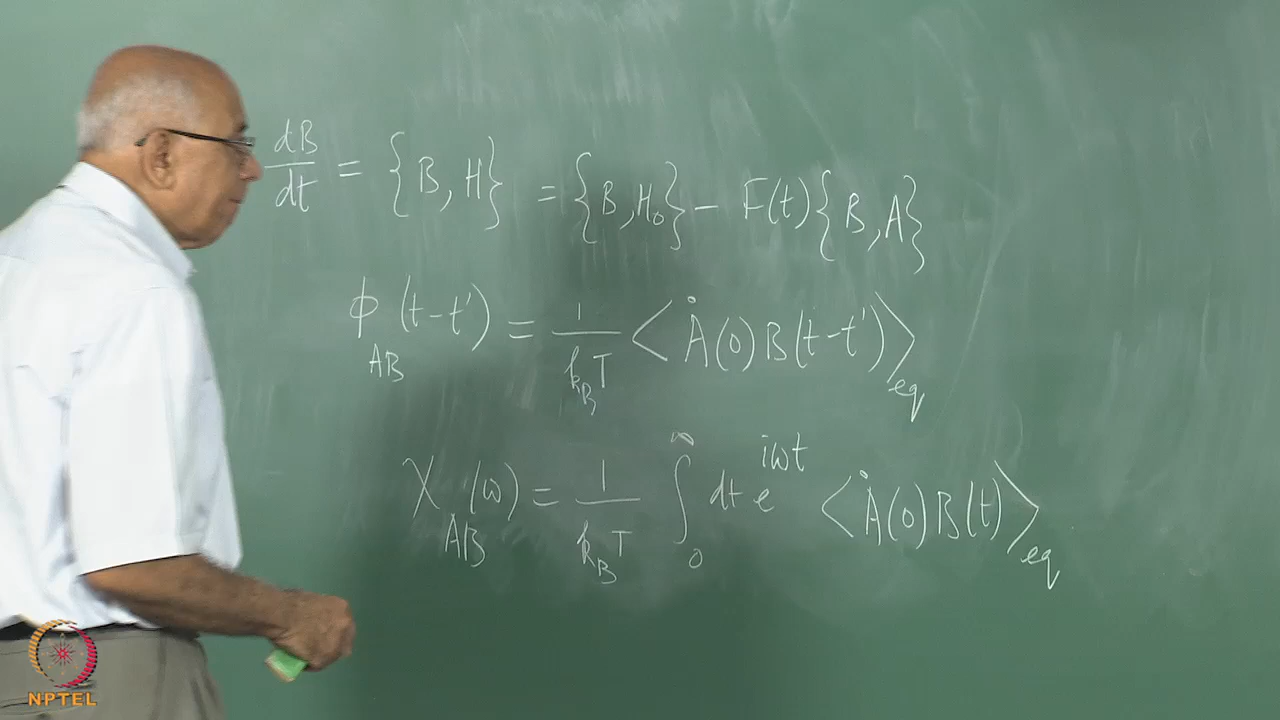 dB/dt = {B, H} = {B, H₀} - F(t){B, A}
ϕ_AB (t-t') = 1/k_BT <Ȧ(0)B(t-t')>_eq
χ_AB (ω) = 1/k_BT ∫₀^∞ dt e^{iωt} <Ȧ(0)B(t)>_eq
NPTEL